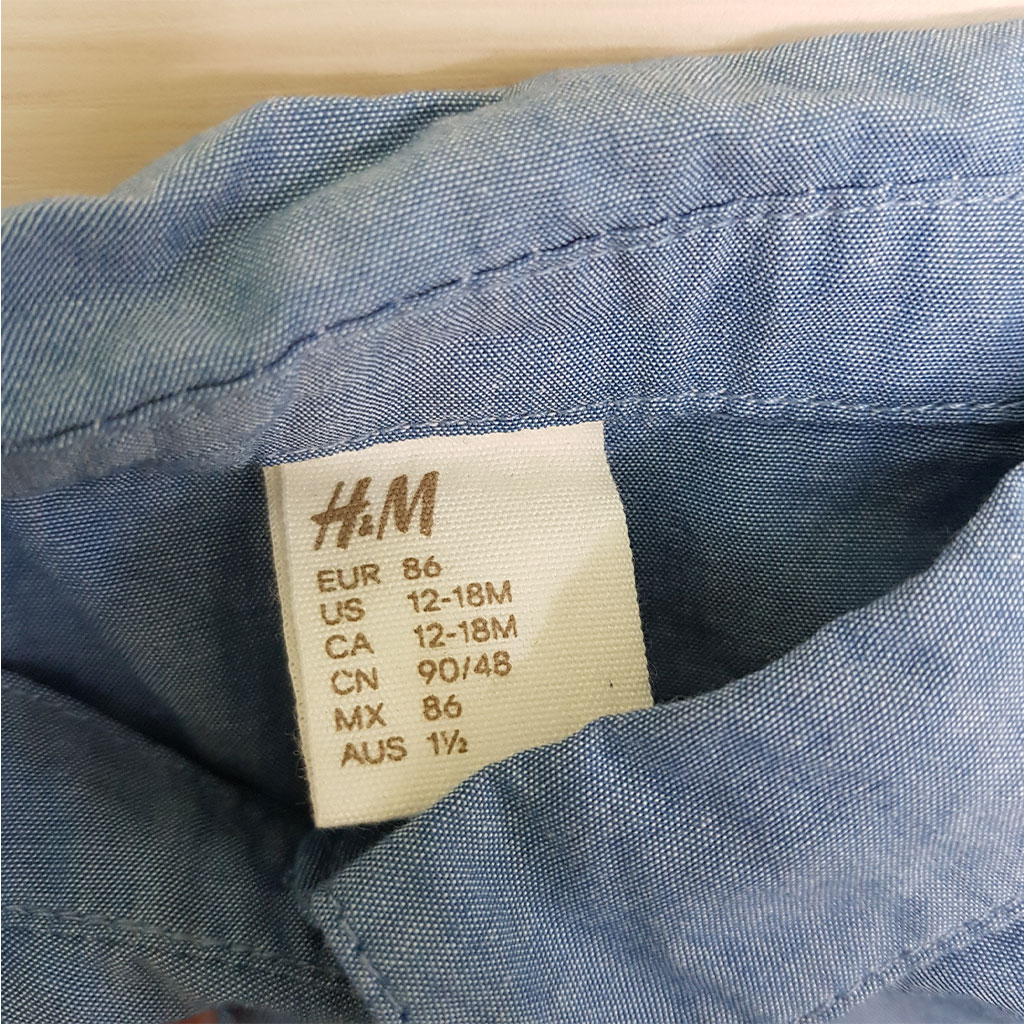 H&M
EUR 86
US 12-18M
CA 12-18M
CN 90/48
MX 86
AUS 1½